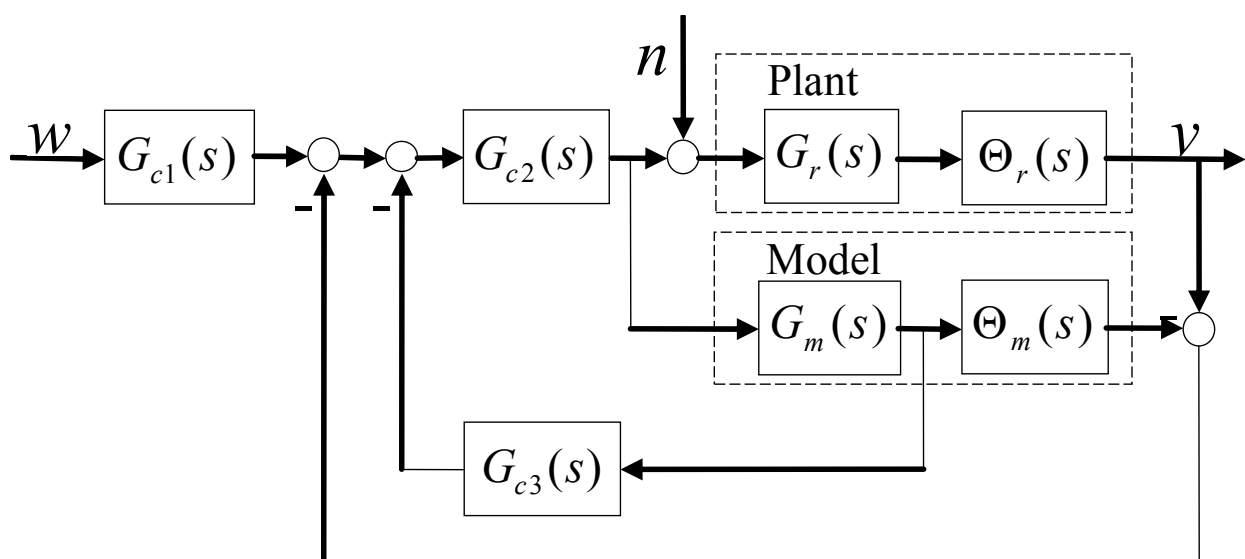 n
Plant
w
G_{c1}(s)
G_{c2}(s)
G_r(s)
Θ_r(s)
v
-
-
Model
G_m(s)
Θ_m(s)
-
G_{c3}(s)